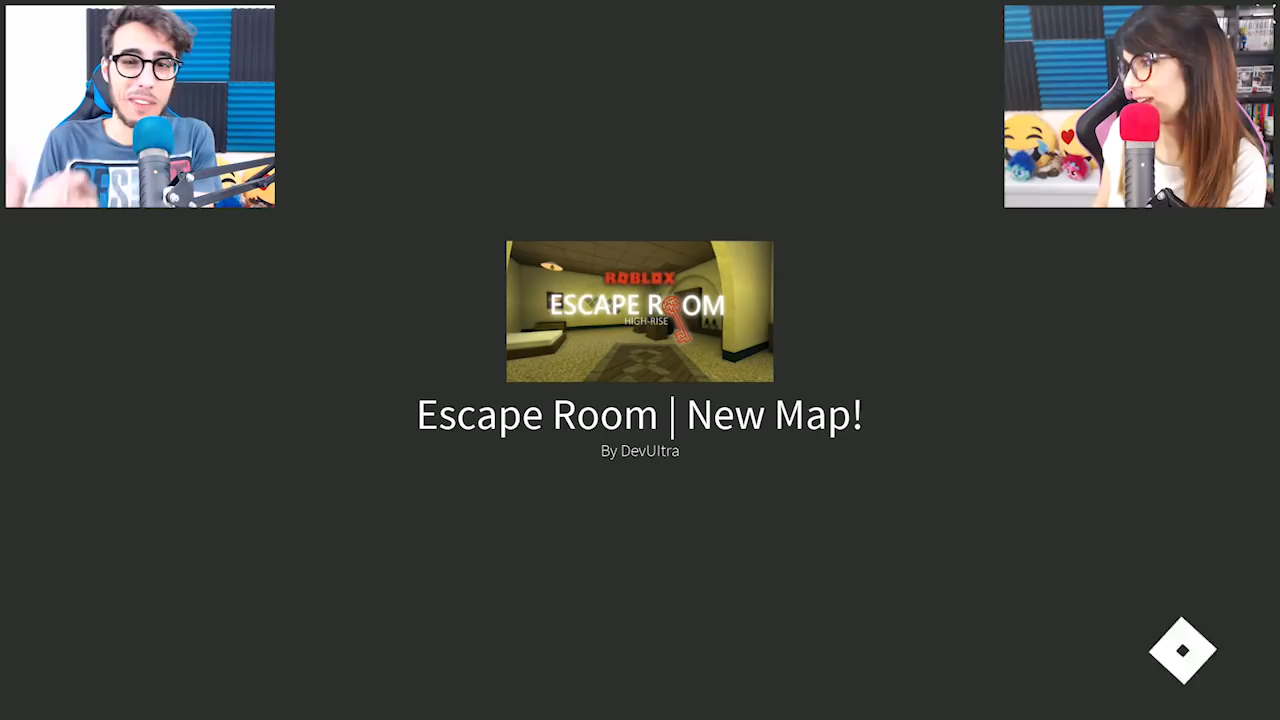 ROBLOX
ESCAPE ROOM
HIGH-RISE
Escape Room | New Map!
By DevUltra